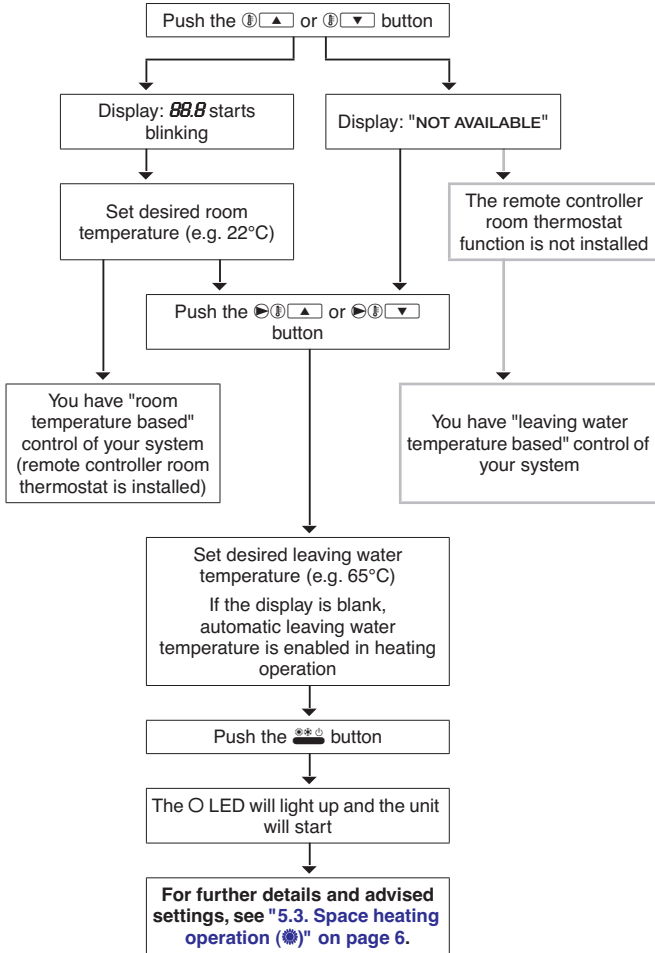 Push the ▲ or ▼ button
Display: 88.8 starts
blinking
Display: "NOT AVAILABLE"
Set desired room
temperature (e.g. 22°C)
The remote controller
room thermostat
function is not installed
Push the ▲ or ▼
button
You have "room
temperature based"
control of your system
(remote controller room
thermostat is installed)
You have "leaving water
temperature based" control of
your system
Set desired leaving water
temperature (e.g. 65°C)
If the display is blank,
automatic leaving water
temperature is enabled in heating
operation
Push the button
The LED will light up and the unit
will start
For further details and advised
settings, see "5.3. Space heating
operation (☀)" on page 6.